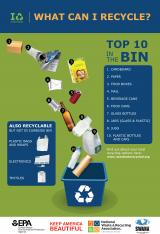 WHAT CAN I RECYCLE?
TOP 10
IN THE BIN
1. CARDBOARD
2. PAPER
3. FOOD BOXES
4. MAIL
5. BEVERAGE CANS
6. FOOD CANS
7. GLASS BOTTLES
8. JARS (GLASS & PLASTIC)
9. JUGS
10. PLASTIC BOTTLES
AND CAPS
ALSO RECYCLABLE
BUT NOT IN CURBSIDE BIN
PLASTIC BAGS
AND WRAPS
ELECTRONICS
TEXTILES
EPA
KEEP AMERICA
BEAUTIFUL
National
Waste & Recycling
Association
SWANA